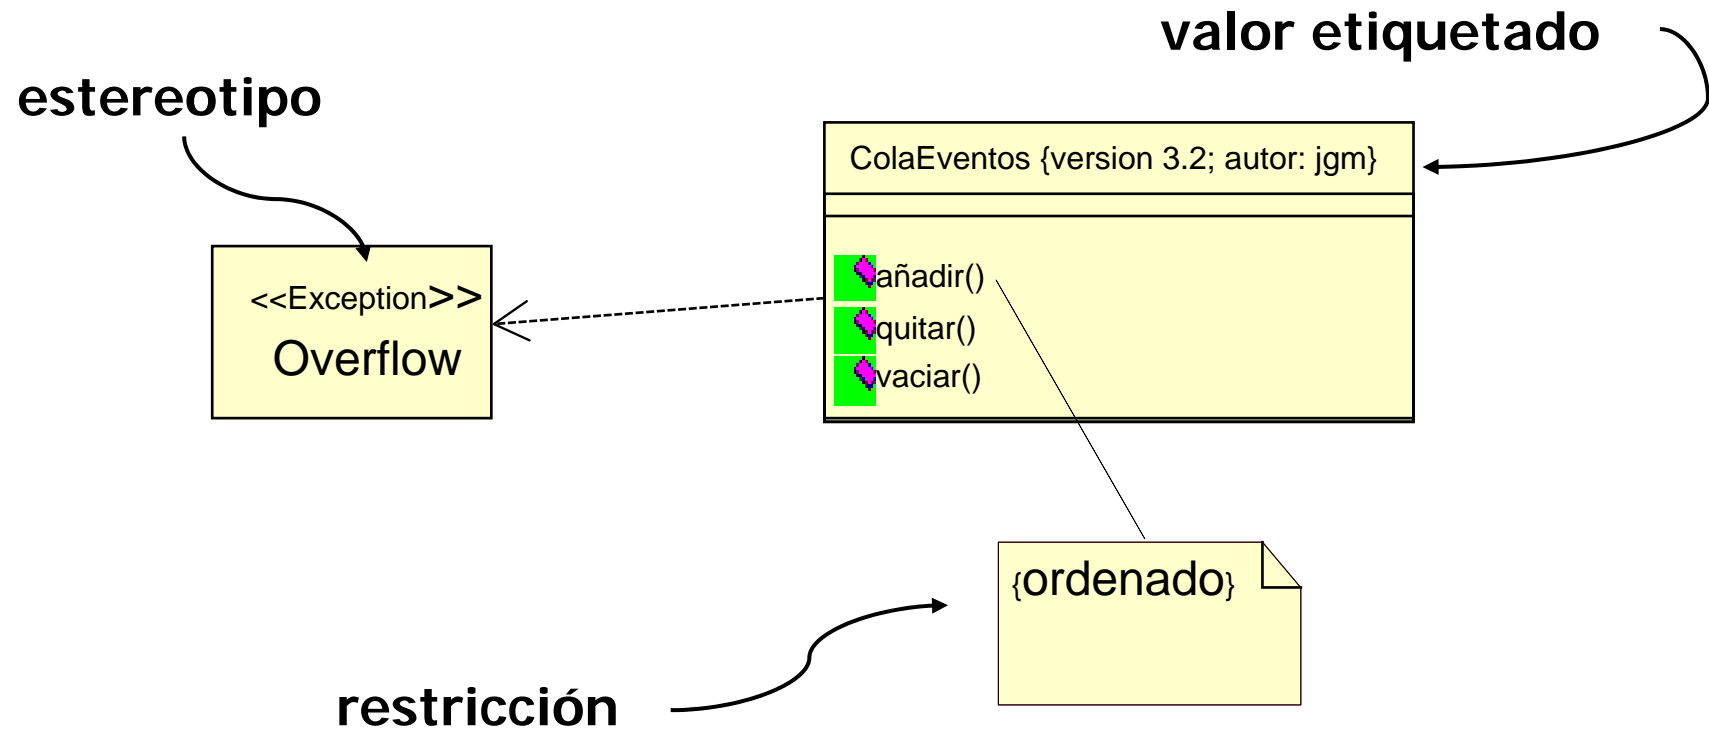 valor etiquetado
estereotipo
ColaEventos {version 3.2; autor: jgm}
<<Exception>>
Overflow
añadir()
quitar()
vaciar()
{ordenado}
restricción